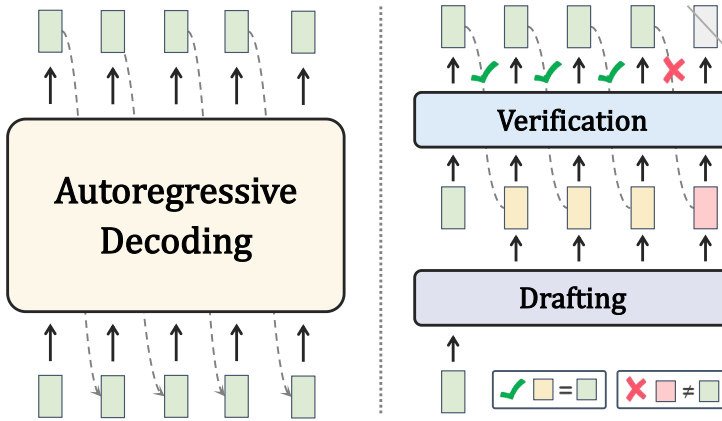 Autoregressive
Decoding
Verification
Drafting
=
≠